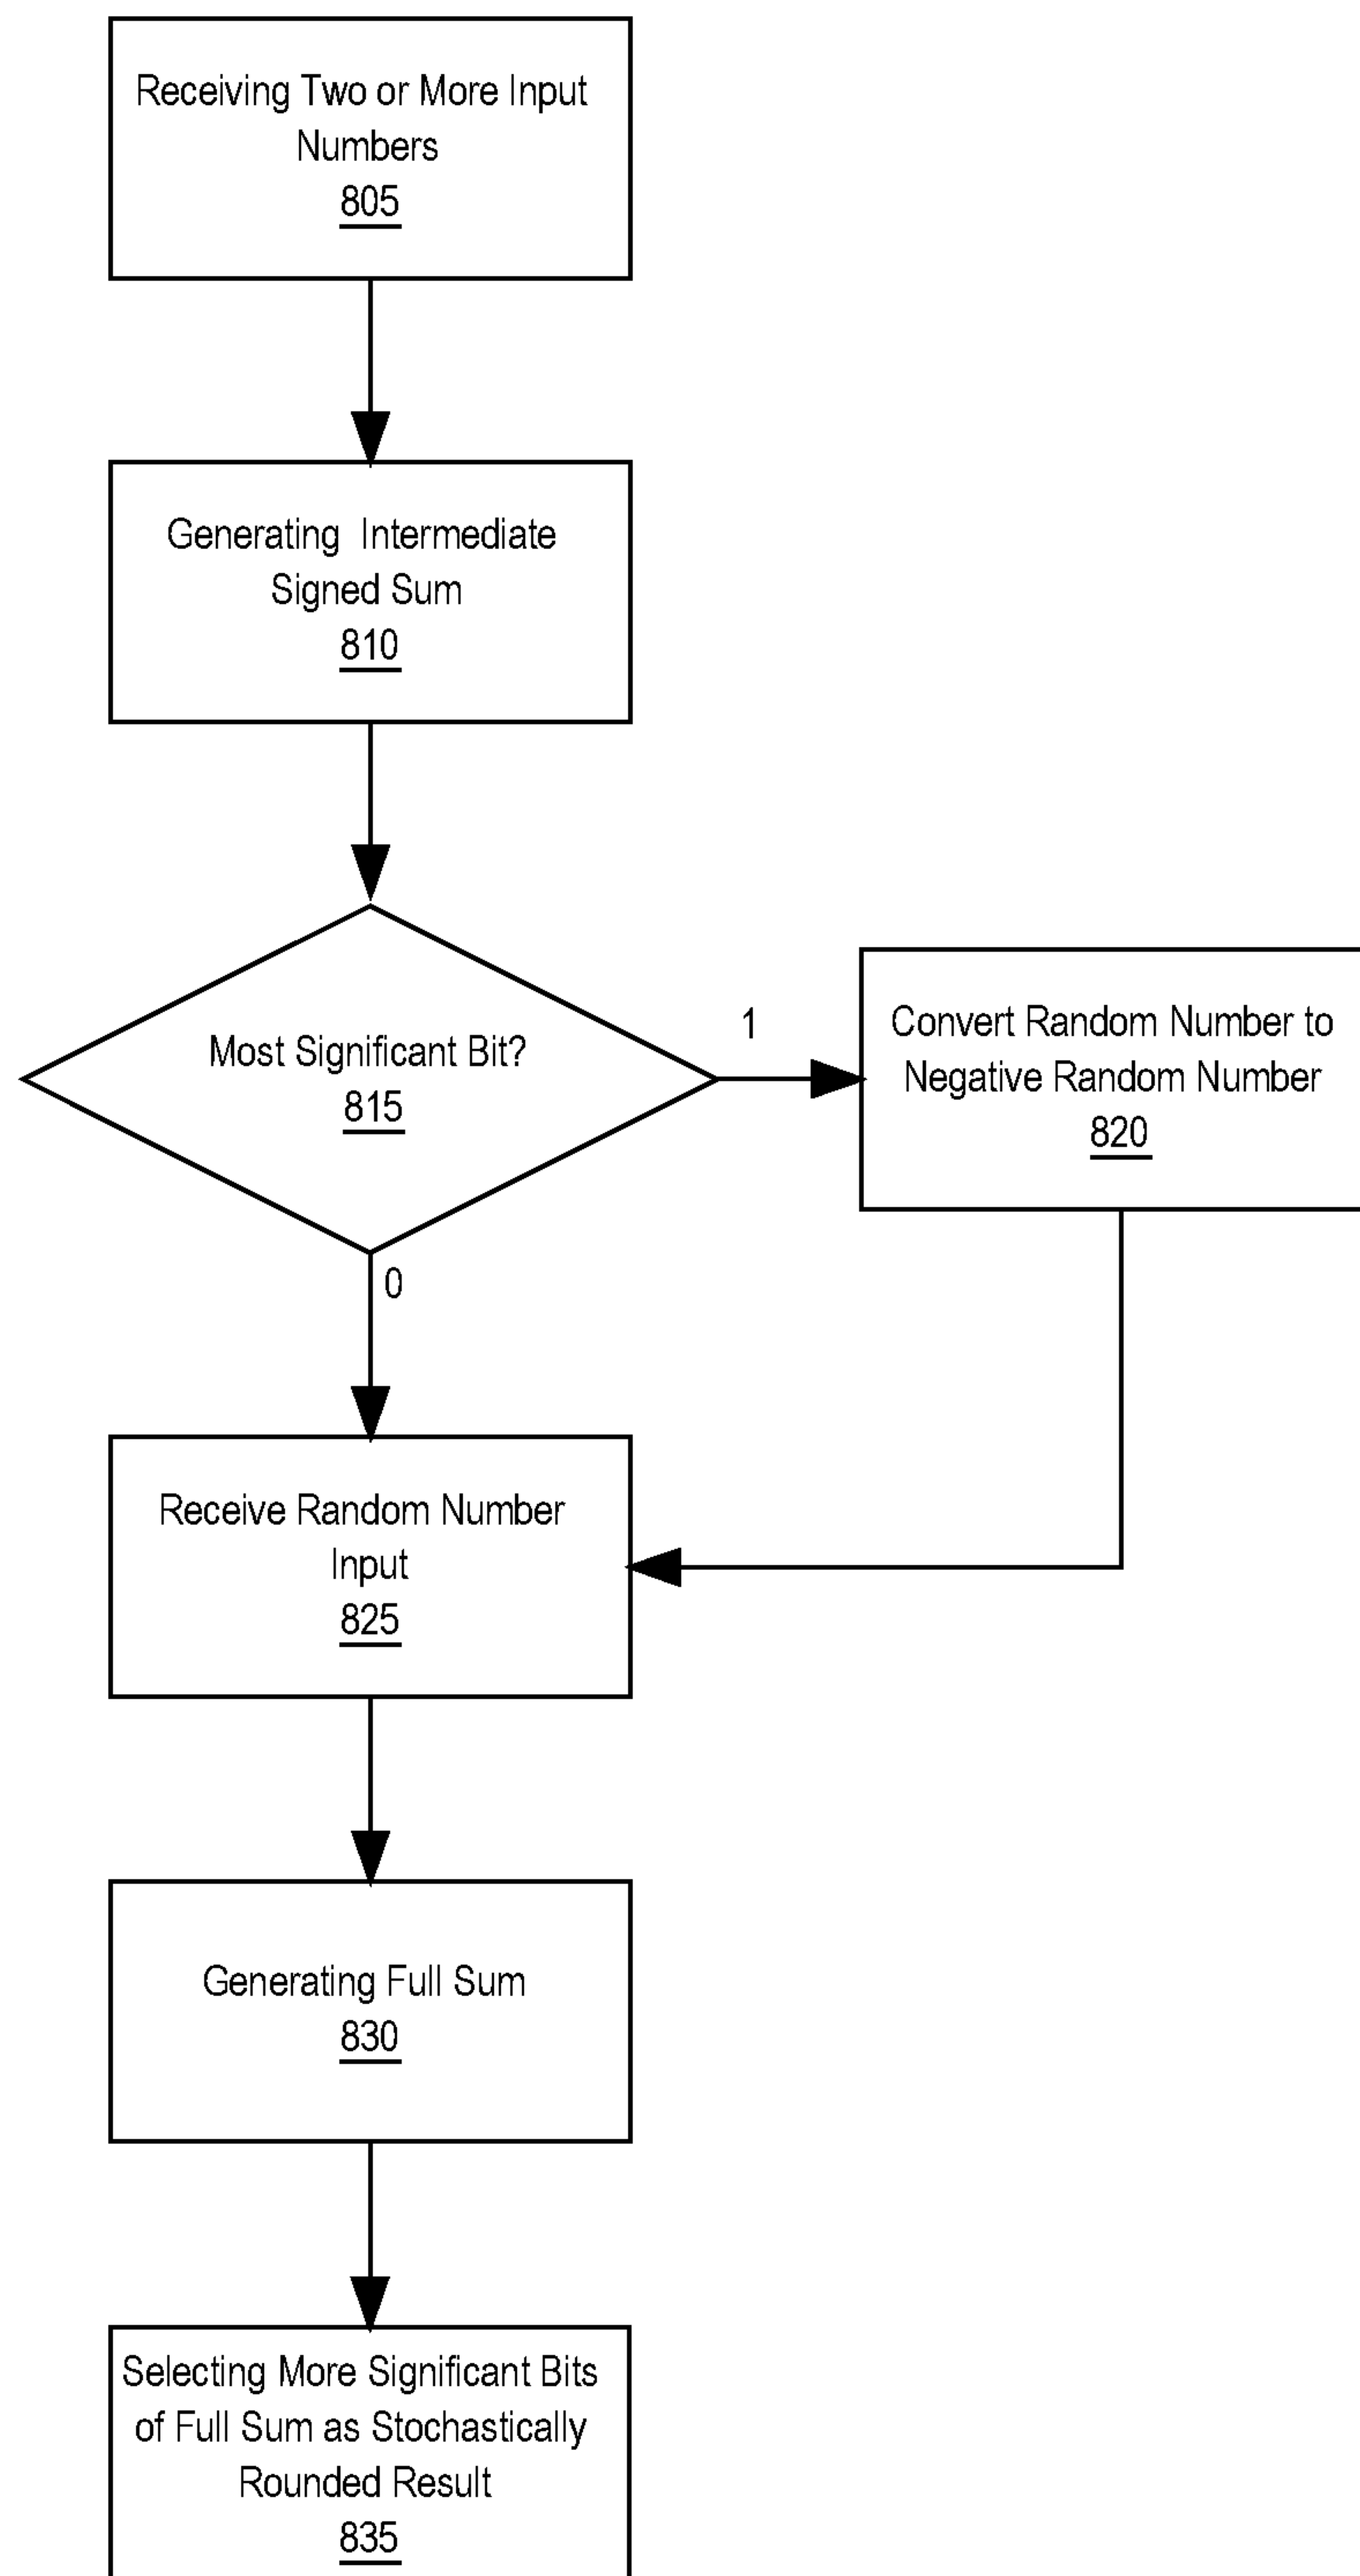 Receiving Two or More Input
Numbers
805
Generating Intermediate
Signed Sum
810
Most Significant Bit?
815
1
Convert Random Number to
Negative Random Number
820
0
Receive Random Number
Input
825
Generating Full Sum
830
Selecting More Significant Bits
of Full Sum as Stochastically
Rounded Result
835